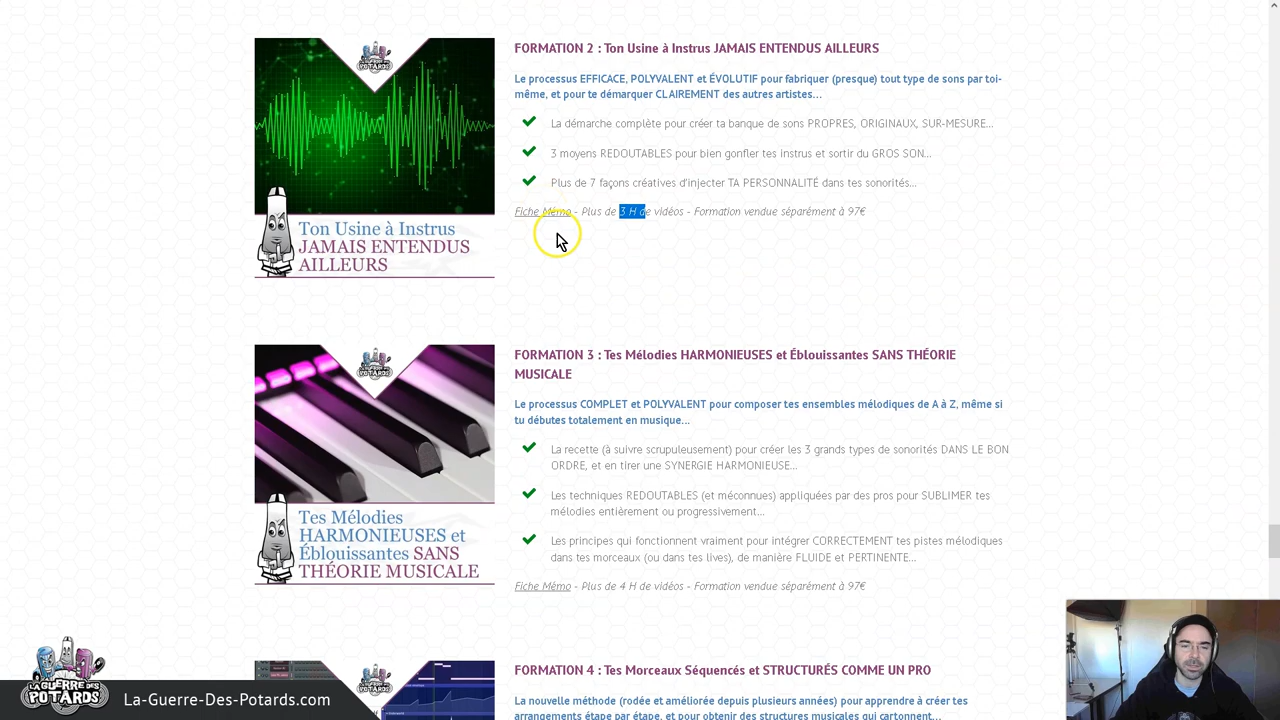 FORMATION 2 : Ton Usine à Instrus JAMAIS ENTENDUS AILLEURS
Le processus EFFICACE, POLYVALENT et ÉVOLUTIF pour fabriquer (presque) tout type de sons par toi-
même, et pour te démarquer CLAIREMENT des autres artistes...
La démarche complète pour créer ta banque de sons PROPRES, ORIGINAUX, SUR-MESURE...
3 moyens REDOUTABLES pour bien gonfler tes instrus et sortir du GROS SON...
Plus de 7 façons créatives d'injecter TA PERSONNALITÉ dans tes sonorités...
Fiche Mémo - Plus de 3 H de vidéos - Formation vendue séparément à 97€
Ton Usine à Instrus
JAMAIS ENTENDUS
AILLEURS
FORMATION 3 : Tes Mélodies HARMONIEUSES et Éblouissantes SANS THÉORIE
MUSICALE
Le processus COMPLET et POLYVALENT pour composer tes ensembles mélodiques de A à Z, même si
tu débutes totalement en musique...
La recette (à suivre scrupuleusement) pour créer les 3 grands types de sonorités DANS LE BON
ORDRE, et en tirer une SYNERGIE HARMONIEUSE...
Les techniques REDOUTABLES (et méconnues) appliquées par des pros pour SUBLIMER tes
mélodies entièrement ou progressivement...
Les principes qui fonctionnent vraiment pour intégrer CORRECTEMENT tes pistes mélodiques
dans tes morceaux (ou dans tes lives), de manière FLUIDE et PERTINENTE...
Fiche Mémo - Plus de 4 H de vidéos - Formation vendue séparément à 97€
Tes Mélodies
HARMONIEUSES et
Éblouissantes SANS
THÉORIE MUSICALE
FORMATION 4 : Tes Morceaux Séquencés et STRUCTURÉS COMME UN PRO
La nouvelle méthode (rodée et améliorée depuis plusieurs années) pour apprendre à créer tes
arrangements étape par étape, et pour obtenir des structures musicales qui cartonnent...
LA GUERRE DES
POTARDS
La-Guerre-Des-Potards.com